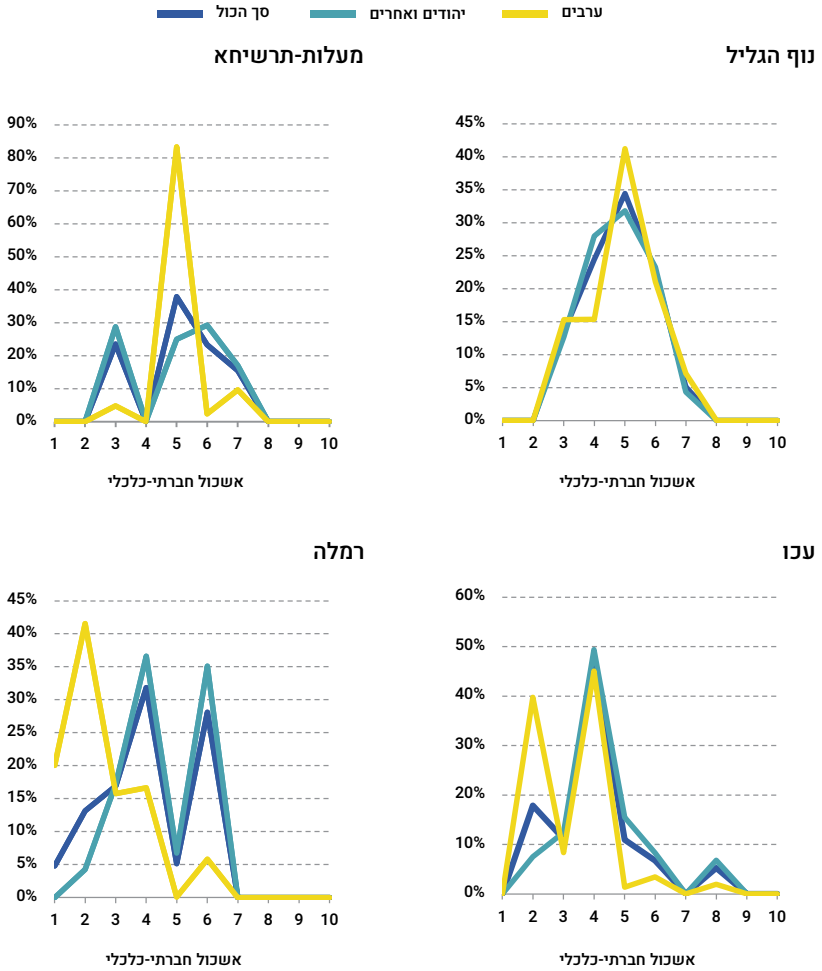 ערבים יהודים ואחרים סך הכול
נוף הגליל
45%
40%
35%
30%
25%
20%
15%
10%
5%
0%
1 2 3 4 5 6 7 8 9 10
אשכול חברתי-כלכלי
מעלות-תרשיחא
90%
80%
70%
60%
50%
40%
30%
20%
10%
0%
1 2 3 4 5 6 7 8 9 10
אשכול חברתי-כלכלי
עכו
60%
50%
40%
30%
20%
10%
0%
1 2 3 4 5 6 7 8 9 10
אשכול חברתי-כלכלי
רמלה
45%
40%
35%
30%
25%
20%
15%
10%
5%
0%
1 2 3 4 5 6 7 8 9 10
אשכול חברתי-כלכלי